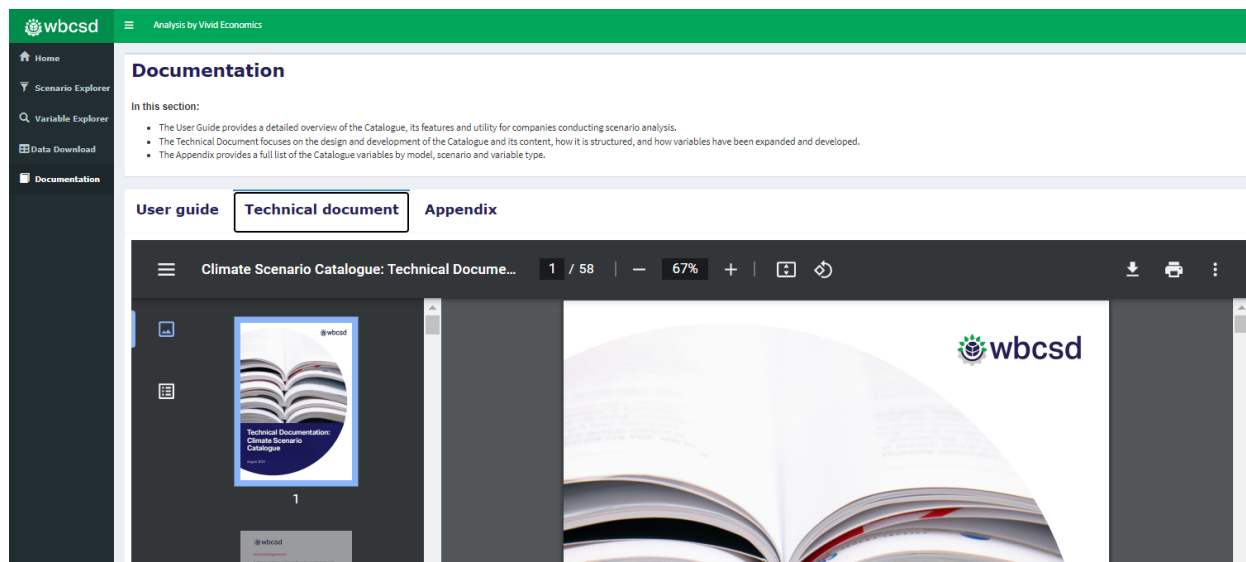 wbcsd
Analysis by Vivid Economics
Home
Scenario Explorer
Variable Explorer
Data Download
Documentation
Documentation
In this section:
The User Guide provides a detailed overview of the Catalogue, its features and utility for companies conducting scenario analysis.
The Technical Document focuses on the design and development of the Catalogue and its content, how it is structured, and how variables have been expanded and developed.
The Appendix provides a full list of the Catalogue variables by model, scenario and variable type.
User guide Technical document Appendix
Climate Scenario Catalogue: Technical Docume... 1 / 58 67%
wbcsd
Technical Documentation:
Climate Scenario
Catalogue
1
wbcsd
wbcsd